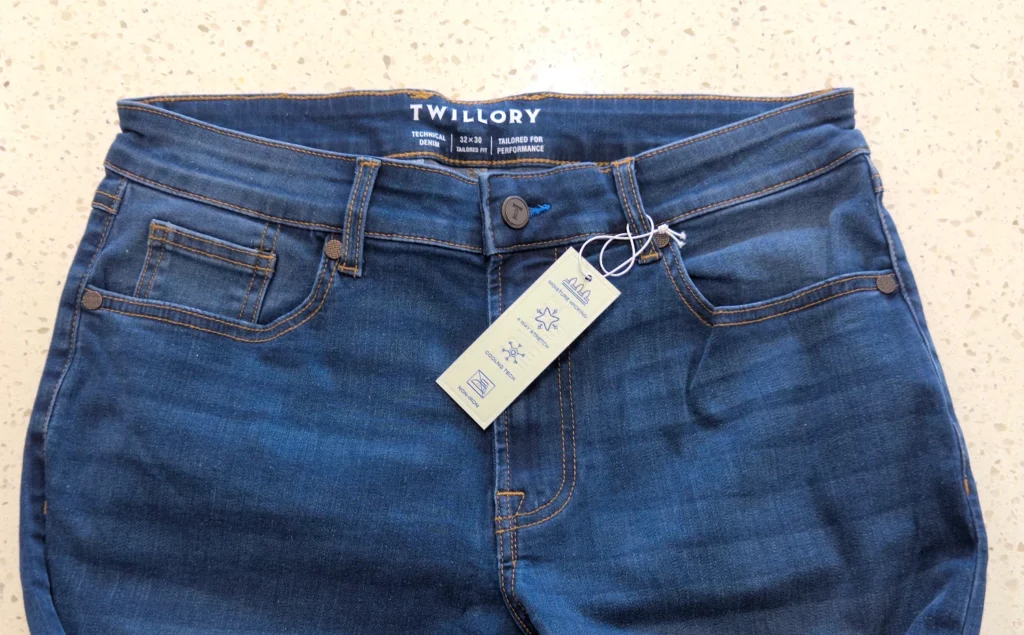 TWILLORY
TECHNICAL
DENIM
32×30
TAILORED FIT
TAILORED FOR
PERFORMANCE
T
MOISTURE WICKING
4-WAY STRETCH
COOLING TECH
NON-IRON